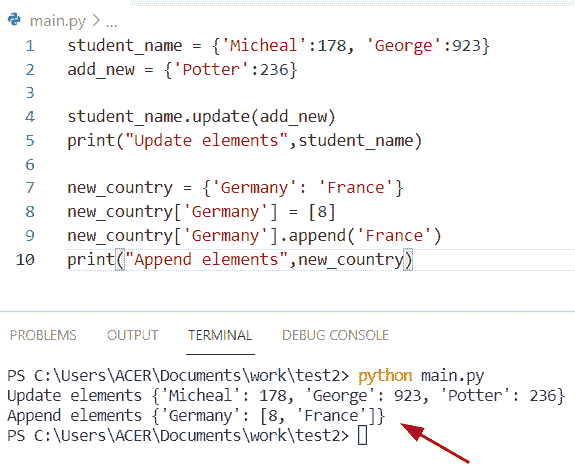 main.py > ...
1 student_name = {'Micheal':178, 'George':923}
2 add_new = {'Potter':236}
3
4 student_name.update(add_new)
5 print("Update elements",student_name)
6
7 new_country = {'Germany': 'France'}
8 new_country['Germany'] = [8]
9 new_country['Germany'].append('France')
10 print("Append elements",new_country)
PROBLEMS OUTPUT TERMINAL DEBUG CONSOLE
PS C:\Users\ACER\Documents\work\test2> python main.py
Update elements {'Micheal': 178, 'George': 923, 'Potter': 236}
Append elements {'Germany': [8, 'France']}
PS C:\Users\ACER\Documents\work\test2>